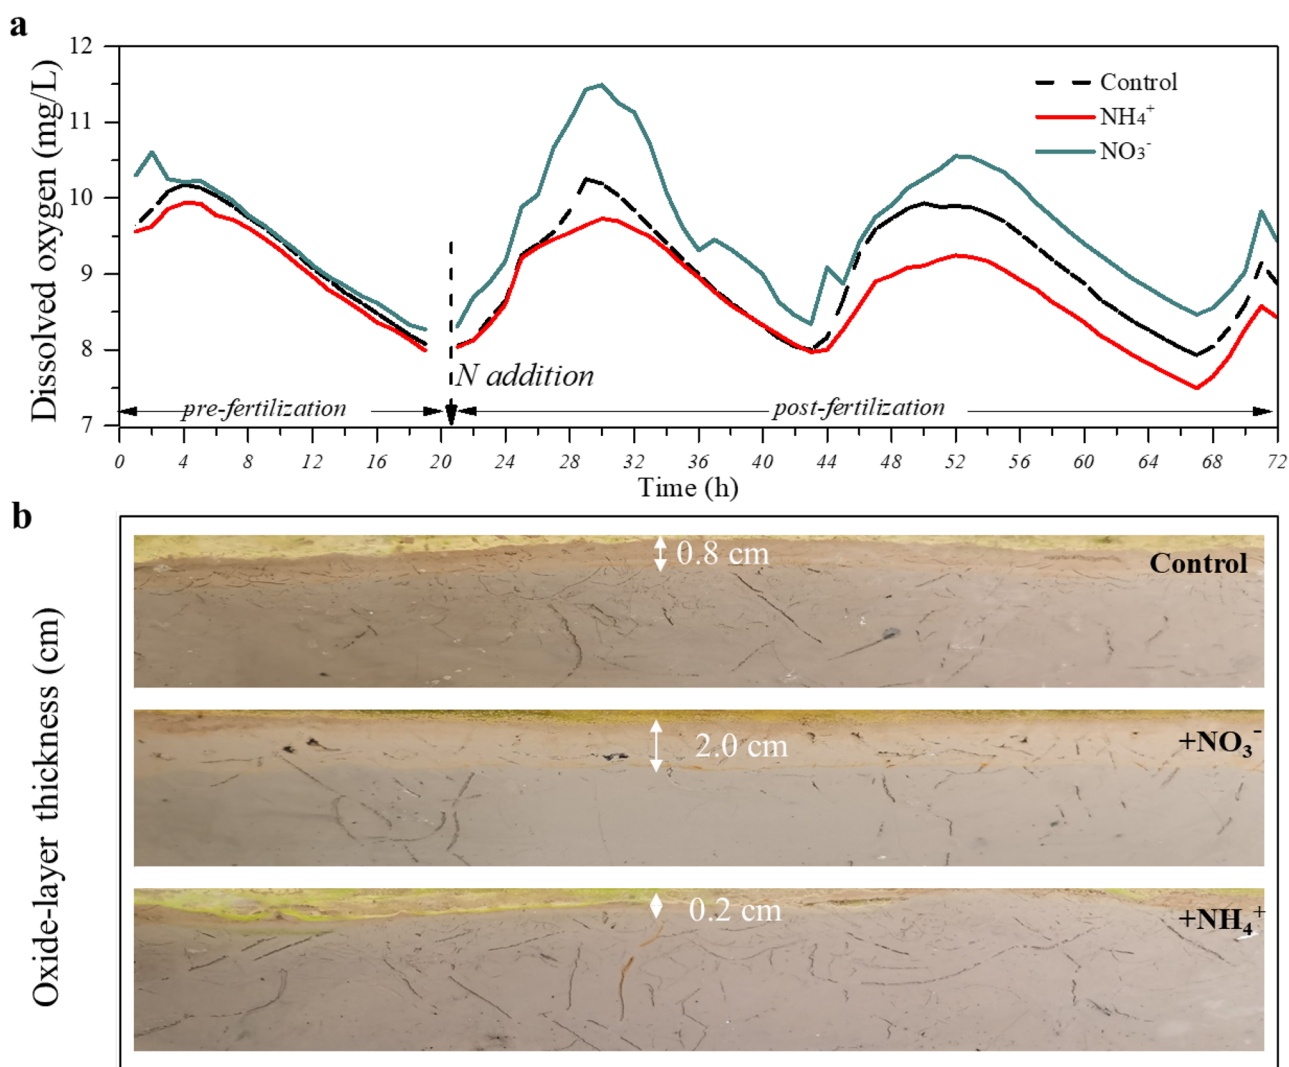 a
Dissolved oxygen (mg/L)
12
11
10
9
8
7
Control
NH₄⁺
NO₃⁻
N addition
pre-fertilization
post-fertilization
0 4 8 12 16 20 24 28 32 36 40 44 48 52 56 60 64 68 72
Time (h)
b
Oxide-layer thickness (cm)
0.8 cm
Control
2.0 cm
+NO₃⁻
0.2 cm
+NH₄⁺